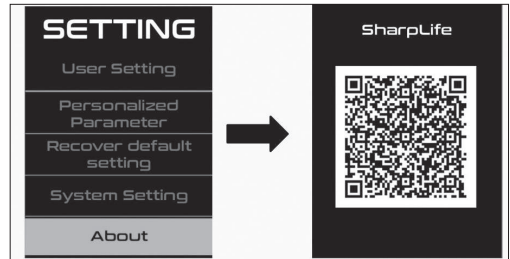 SETTING
User Setting
Personalized
Parameter
Recover default
setting
System Setting
About
SharpLife